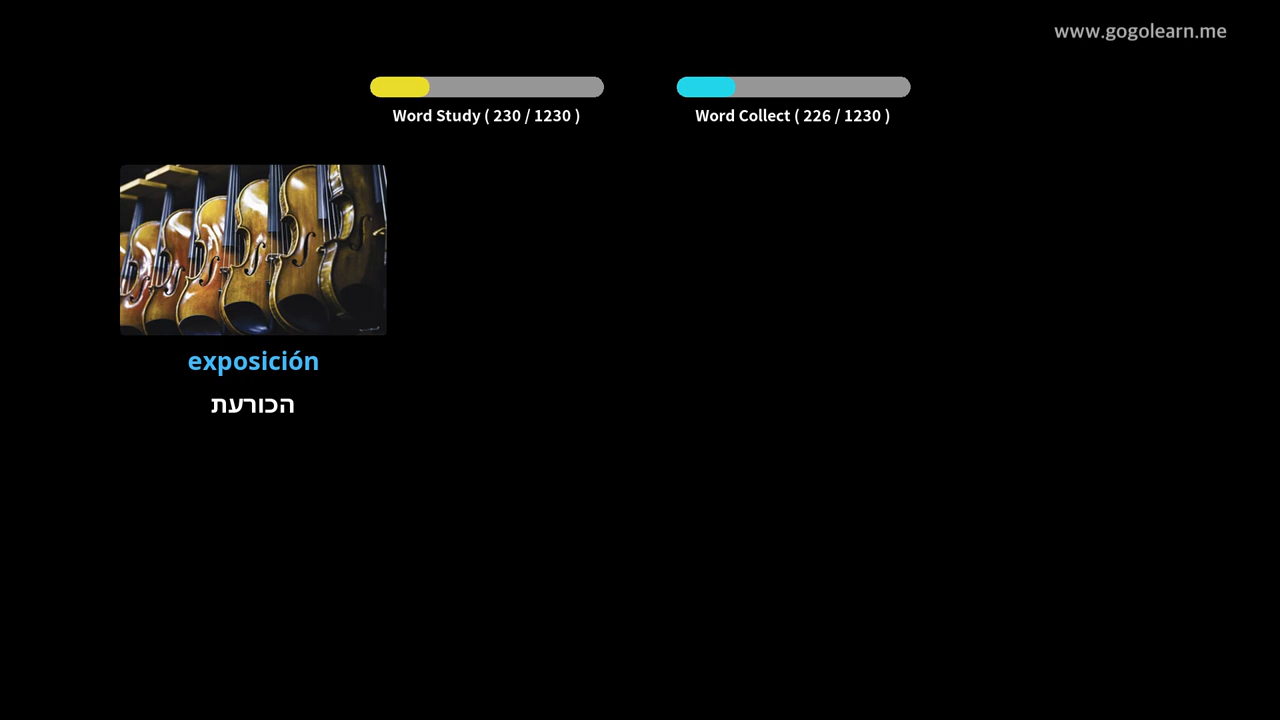 www.gogolearn.me
Word Study ( 230 / 1230 )
Word Collect ( 226 / 1230 )
exposición
הכורעת